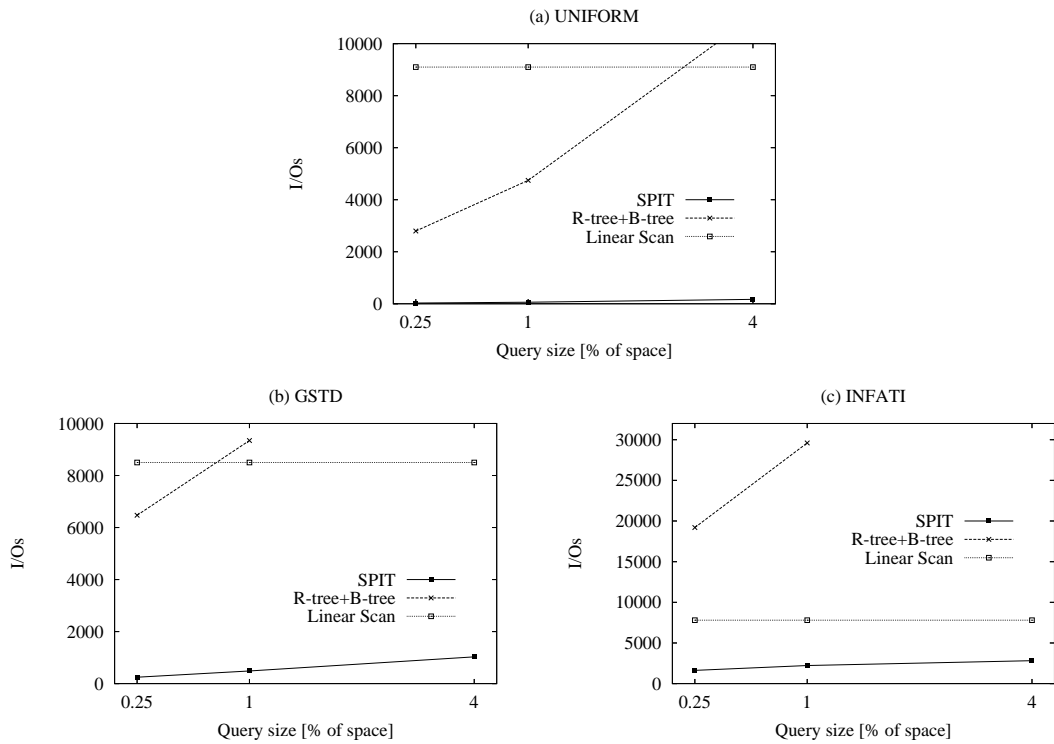 (a) UNIFORM
10000
8000
6000
4000
2000
0
I/Os
SPIT
R-tree+B-tree
Linear Scan
0.25 1 4
Query size [% of space]
(b) GSTD
10000
8000
6000
4000
2000
0
I/Os
SPIT
R-tree+B-tree
Linear Scan
0.25 1 4
Query size [% of space]
(c) INFATI
30000
25000
20000
15000
10000
5000
0
I/Os
SPIT
R-tree+B-tree
Linear Scan
0.25 1 4
Query size [% of space]